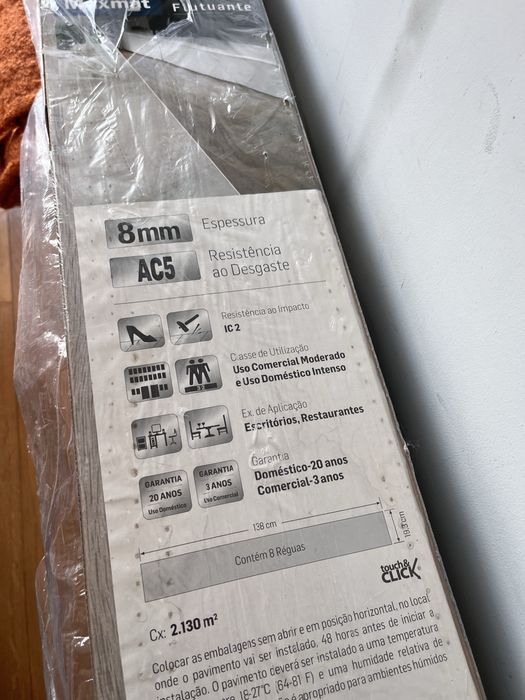 Maxmat
Flutuante
8mm
Espessura
AC5
Resistência
ao Desgaste
Resistência ao Impacto
IC 2
Classe de Utilização
Uso Comercial Moderado
e Uso Doméstico Intenso
32
Ex. de Aplicação
Escritórios, Restaurantes
GARANTIA
20 ANOS
Uso Doméstico
GARANTIA
3 ANOS
Uso Comercial
Garantia
Doméstico-20 anos
Comercial-3 anos
138 cm
Contém 8 Réguas
touch&
CLICK
Cx: 2.130 m²
Colocar as embalagens sem abrir e em posição horizontal, no local
onde o pavimento vai ser instalado, 48 horas antes de iniciar a
instalação. O pavimento deverá ser instalado a uma temperatura
18-27°C (64-81 F) e uma humidade relativa de
é apropriado para ambientes húmidos